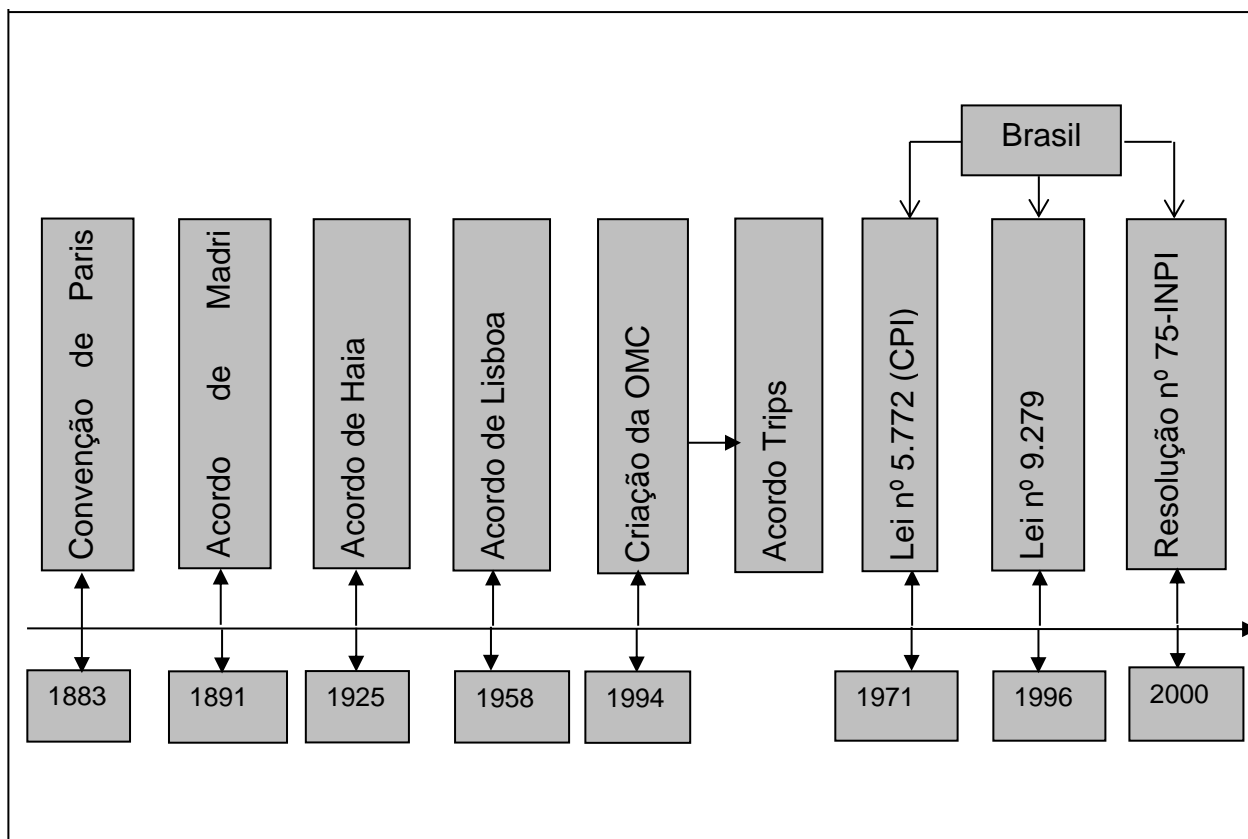 Brasil
Convenção de Paris
Acordo de Madri
Acordo de Haia
Acordo de Lisboa
Criação da OMC
Acordo Trips
Lei nº 5.772 (CPI)
Lei nº 9.279
Resolução nº 75-INPI
1883
1891
1925
1958
1994
1971
1996
2000